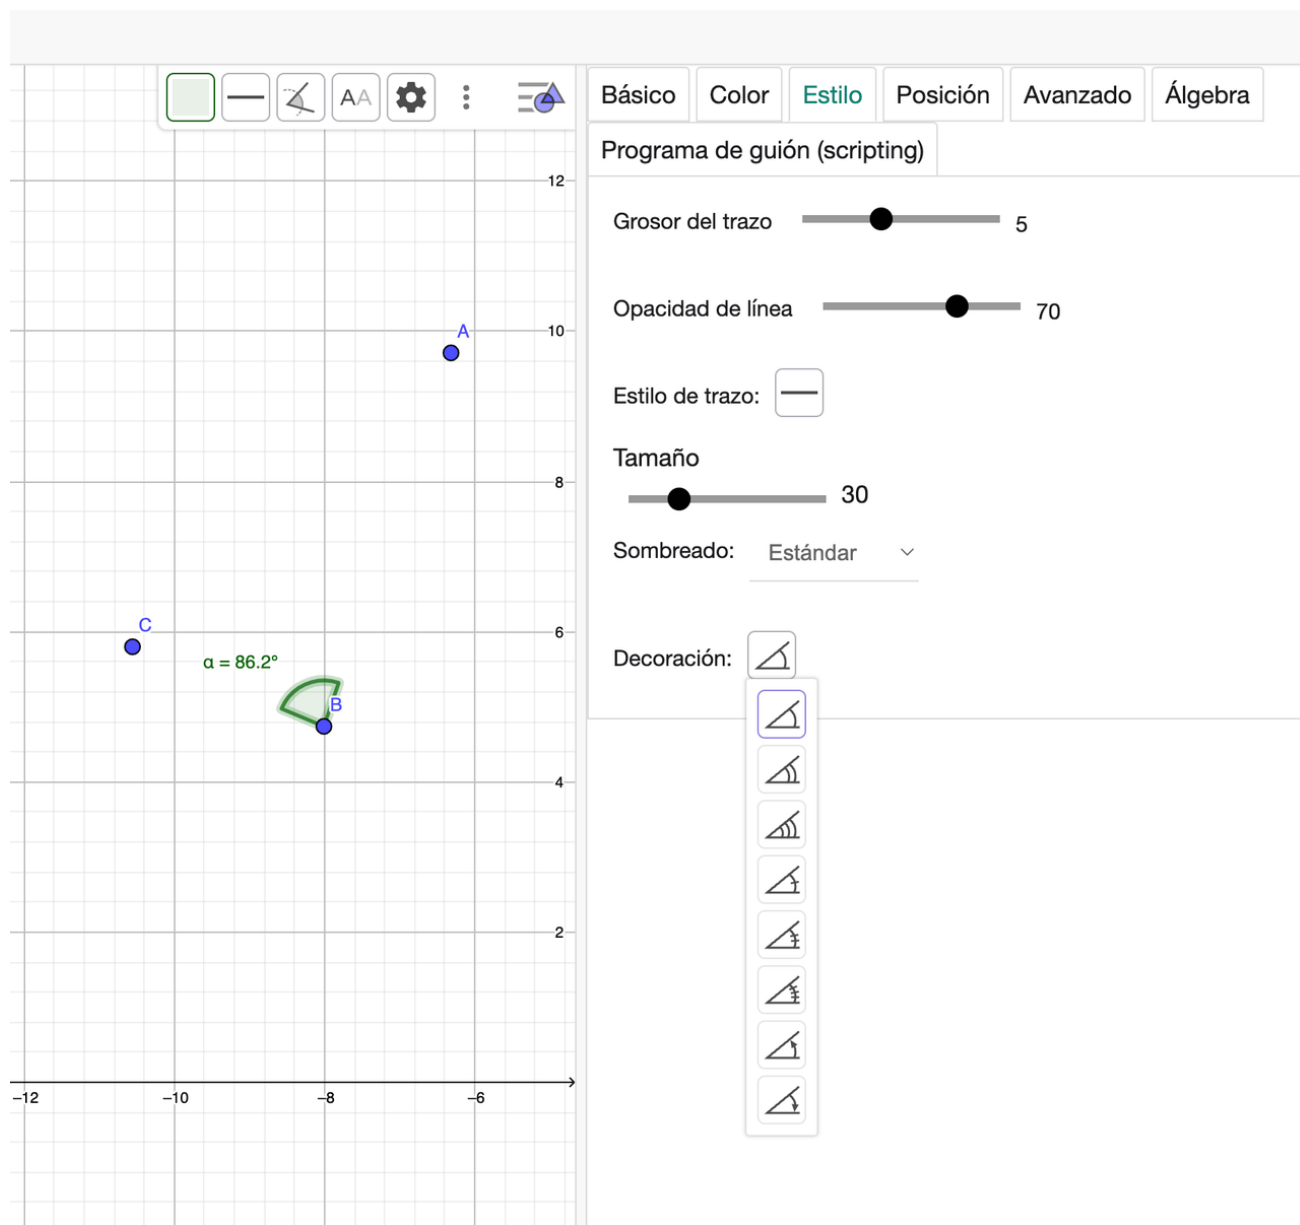 AA
Básico Color Estilo Posición Avanzado Álgebra
Programa de guión (scripting)
Grosor del trazo 5
Opacidad de línea 70
Estilo de trazo:
Tamaño
30
Sombreado: Estándar
Decoración:
12
10
A
8
C
6
α = 86.2°
B
4
2
−12 −10 −8 −6